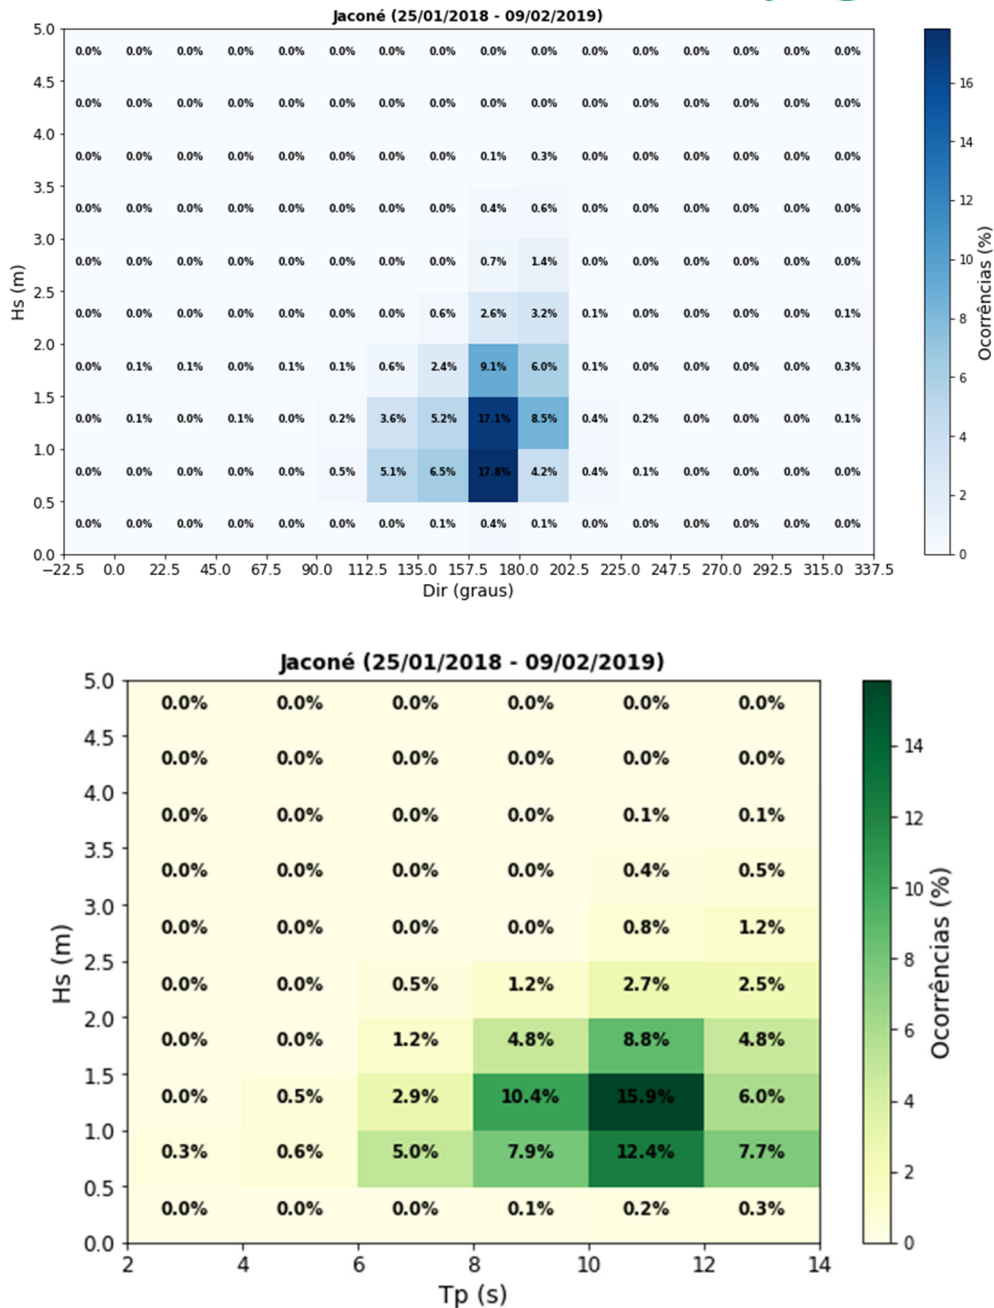 Jaconé (25/01/2018 - 09/02/2019)
5.0 0.0% 0.0% 0.0% 0.0% 0.0% 0.0% 0.0% 0.0% 0.0% 0.0% 0.0% 0.0% 0.0% 0.0% 0.0% 0.0%
4.5 0.0% 0.0% 0.0% 0.0% 0.0% 0.0% 0.0% 0.0% 0.0% 0.0% 0.0% 0.0% 0.0% 0.0% 0.0% 0.0% 16
4.0 0.0% 0.0% 0.0% 0.0% 0.0% 0.0% 0.0% 0.0% 0.1% 0.3% 0.0% 0.0% 0.0% 0.0% 0.0% 0.0% 14
3.5 0.0% 0.0% 0.0% 0.0% 0.0% 0.0% 0.0% 0.0% 0.4% 0.6% 0.0% 0.0% 0.0% 0.0% 0.0% 0.0% 12
3.0 0.0% 0.0% 0.0% 0.0% 0.0% 0.0% 0.0% 0.0% 0.7% 1.4% 0.0% 0.0% 0.0% 0.0% 0.0% 0.0% 10
Hs (m)
Ocorrências (%)
2.5 0.0% 0.0% 0.0% 0.0% 0.0% 0.0% 0.0% 0.6% 2.6% 3.2% 0.1% 0.0% 0.0% 0.0% 0.0% 0.1% 8
2.0 0.0% 0.1% 0.1% 0.0% 0.1% 0.1% 0.6% 2.4% 9.1% 6.0% 0.1% 0.0% 0.0% 0.0% 0.0% 0.3% 6
1.5 0.0% 0.1% 0.0% 0.1% 0.0% 0.2% 3.6% 5.2% 17.1% 8.5% 0.4% 0.2% 0.0% 0.0% 0.0% 0.1% 4
1.0 0.0% 0.0% 0.0% 0.0% 0.0% 0.5% 5.1% 6.5% 17.8% 4.2% 0.4% 0.1% 0.0% 0.0% 0.0% 0.0% 2
0.5 0.0% 0.0% 0.0% 0.0% 0.0% 0.0% 0.0% 0.1% 0.4% 0.1% 0.0% 0.0% 0.0% 0.0% 0.0% 0.0%
0.0 0
−22.5 0.0 22.5 45.0 67.5 90.0 112.5 135.0 157.5 180.0 202.5 225.0 247.5 270.0 292.5 315.0 337.5
Dir (graus)
Jaconé (25/01/2018 - 09/02/2019)
5.0 0.0% 0.0% 0.0% 0.0% 0.0% 0.0%
4.5 0.0% 0.0% 0.0% 0.0% 0.0% 0.0% 14
4.0 0.0% 0.0% 0.0% 0.0% 0.1% 0.1% 12
3.5 0.0% 0.0% 0.0% 0.0% 0.4% 0.5% 10
3.0 0.0% 0.0% 0.0% 0.0% 0.8% 1.2%
Hs (m)
Ocorrências (%)
2.5 0.0% 0.0% 0.5% 1.2% 2.7% 2.5% 8
2.0 0.0% 0.0% 1.2% 4.8% 8.8% 4.8% 6
1.5 0.0% 0.5% 2.9% 10.4% 15.9% 6.0% 4
1.0 0.3% 0.6% 5.0% 7.9% 12.4% 7.7% 2
0.5 0.0% 0.0% 0.0% 0.1% 0.2% 0.3%
0.0 0
2 4 6 8 10 12 14
Tp (s)